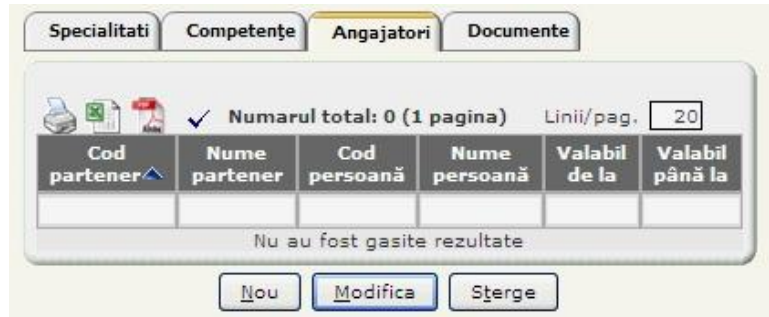 Specialitati Competenţe Angajatori Documente
Numarul total: 0 (1 pagina) Linii/pag. 20
Cod partener Nume partener Cod persoană Nume persoană Valabil de la Valabil până la
Nu au fost gasite rezultate
Nou Modifica Sterge